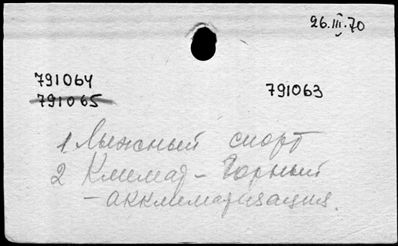 26.III.70
791064
791065
791063
1 Лыжный спорт
2 Климат - Горный
- акклиматизация.